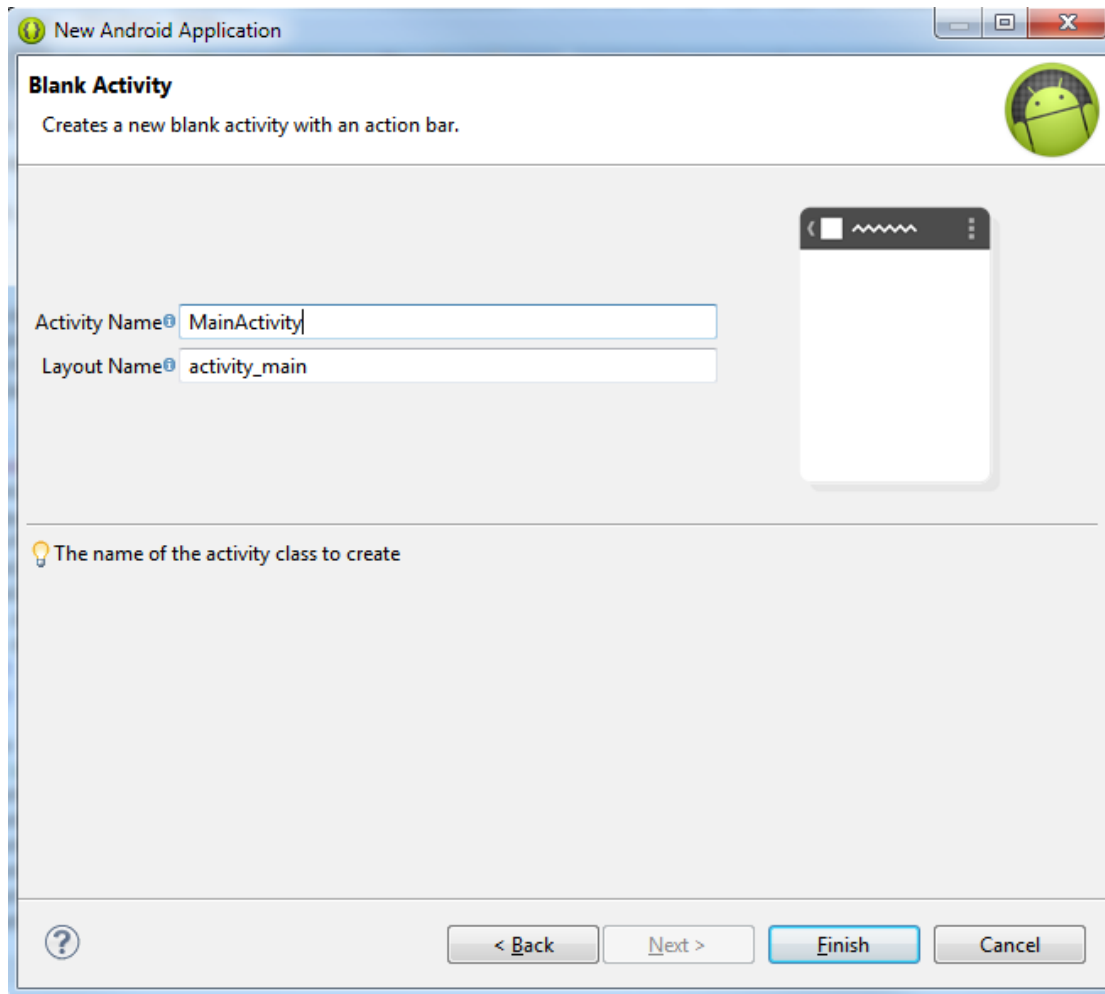 New Android Application
Blank Activity
Creates a new blank activity with an action bar.
Activity Name MainActivity
Layout Name activity_main
The name of the activity class to create
< Back
Next >
Finish
Cancel